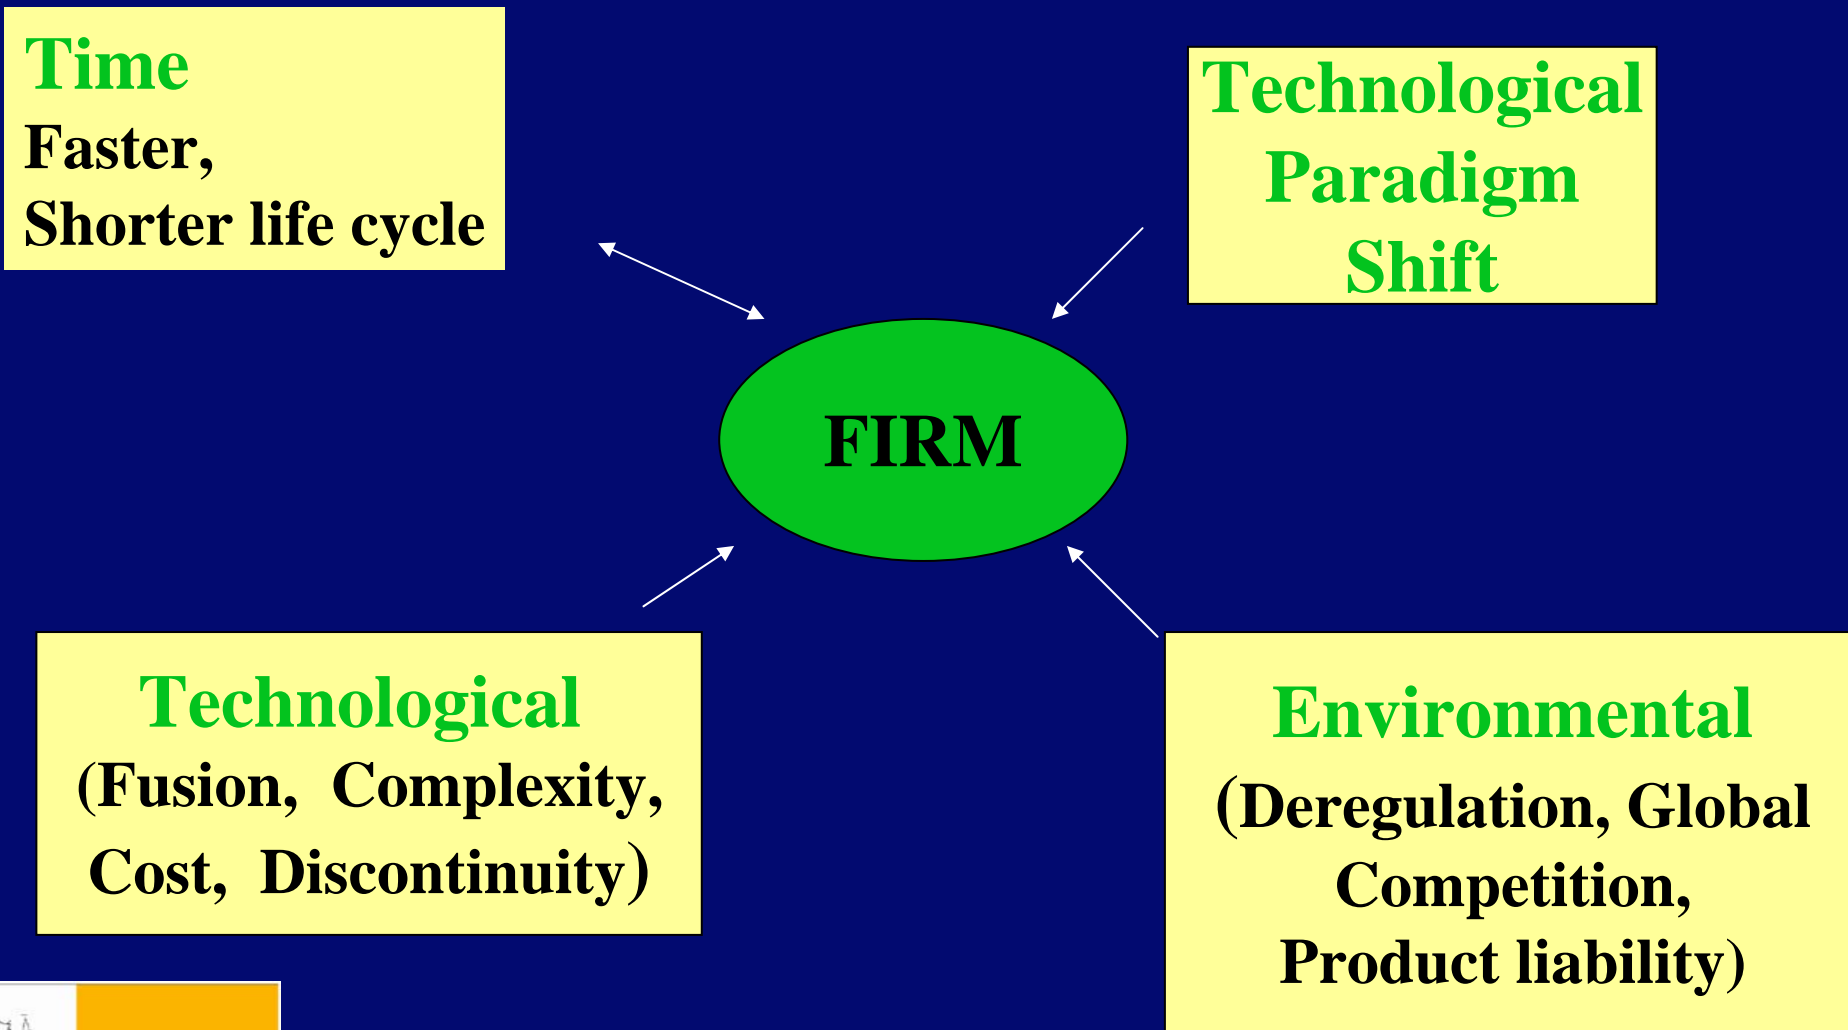 Time
Faster,
Shorter life cycle
Technological
Paradigm
Shift
FIRM
Technological
(Fusion, Complexity,
Cost, Discontinuity)
Environmental
(Deregulation, Global
Competition,
Product liability)